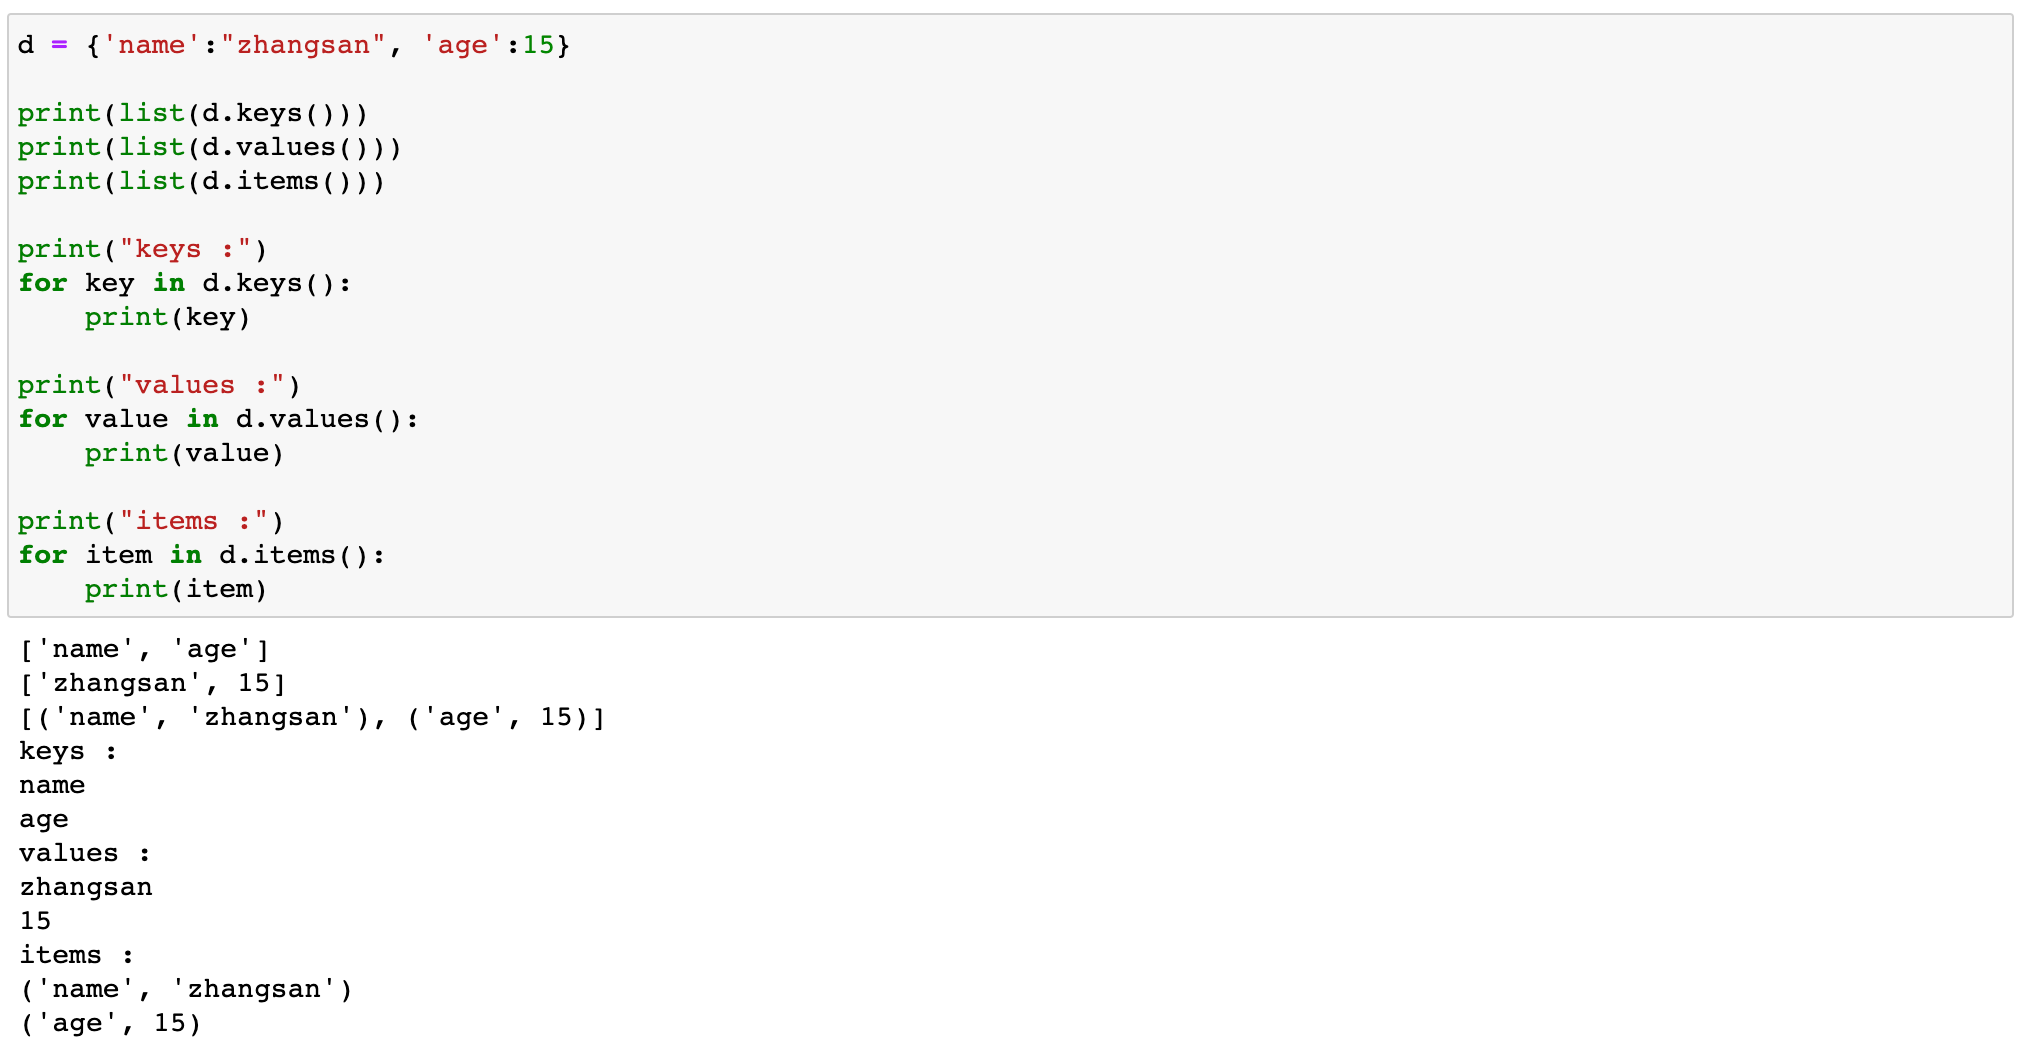 d = {'name':"zhangsan", 'age':15}

print(list(d.keys()))
print(list(d.values()))
print(list(d.items()))

print("keys :")
for key in d.keys():
    print(key)

print("values :")
for value in d.values():
    print(value)

print("items :")
for item in d.items():
    print(item)
['name', 'age']
['zhangsan', 15]
[('name', 'zhangsan'), ('age', 15)]
keys :
name
age
values :
zhangsan
15
items :
('name', 'zhangsan')
('age', 15)